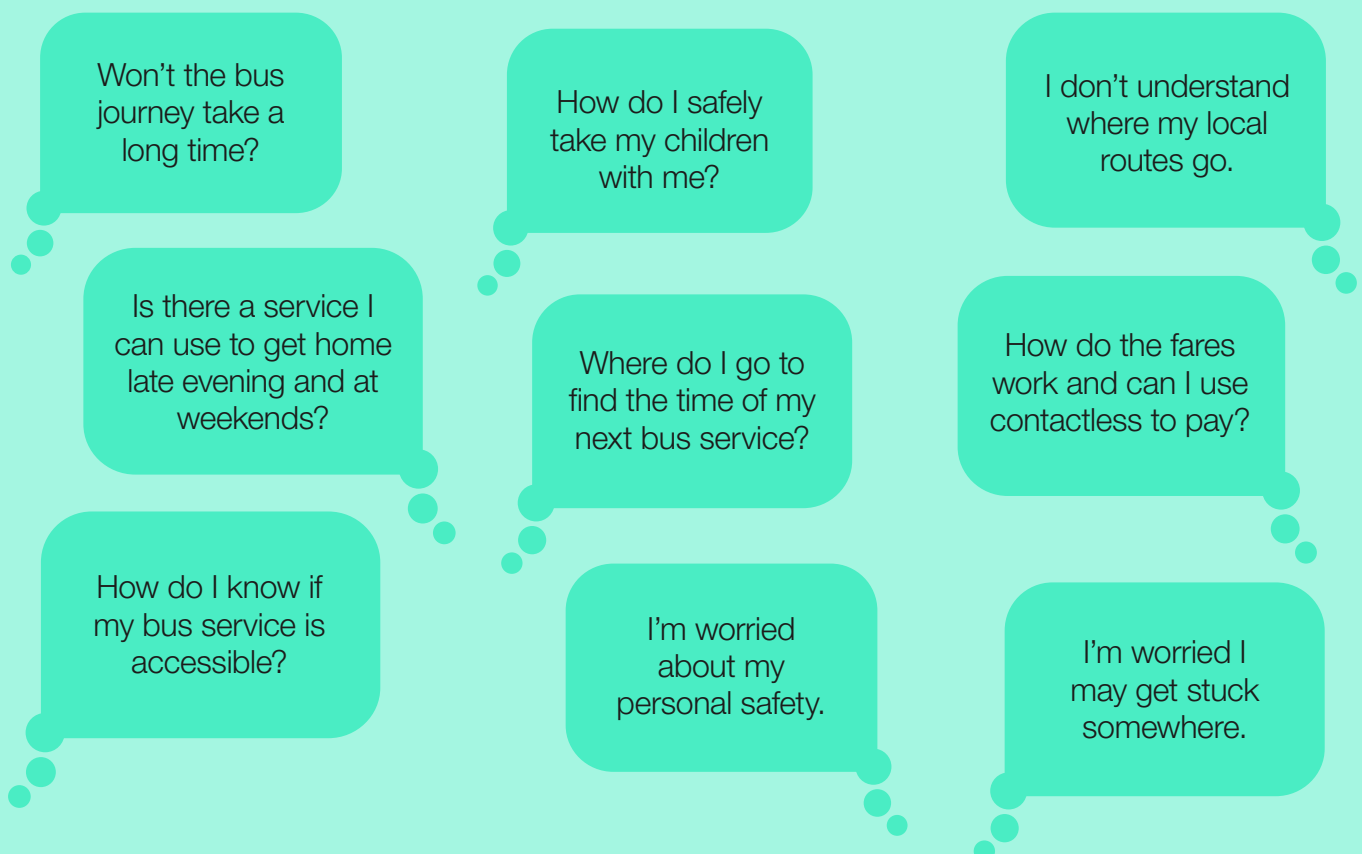 Won’t the bus
journey take a
long time?
How do I safely
take my children
with me?
I don’t understand
where my local
routes go.
Is there a service I
can use to get home
late evening and at
weekends?
Where do I go to
find the time of my
next bus service?
How do the fares
work and can I use
contactless to pay?
How do I know if
my bus service is
accessible?
I’m worried
about my
personal safety.
I’m worried I
may get stuck
somewhere.